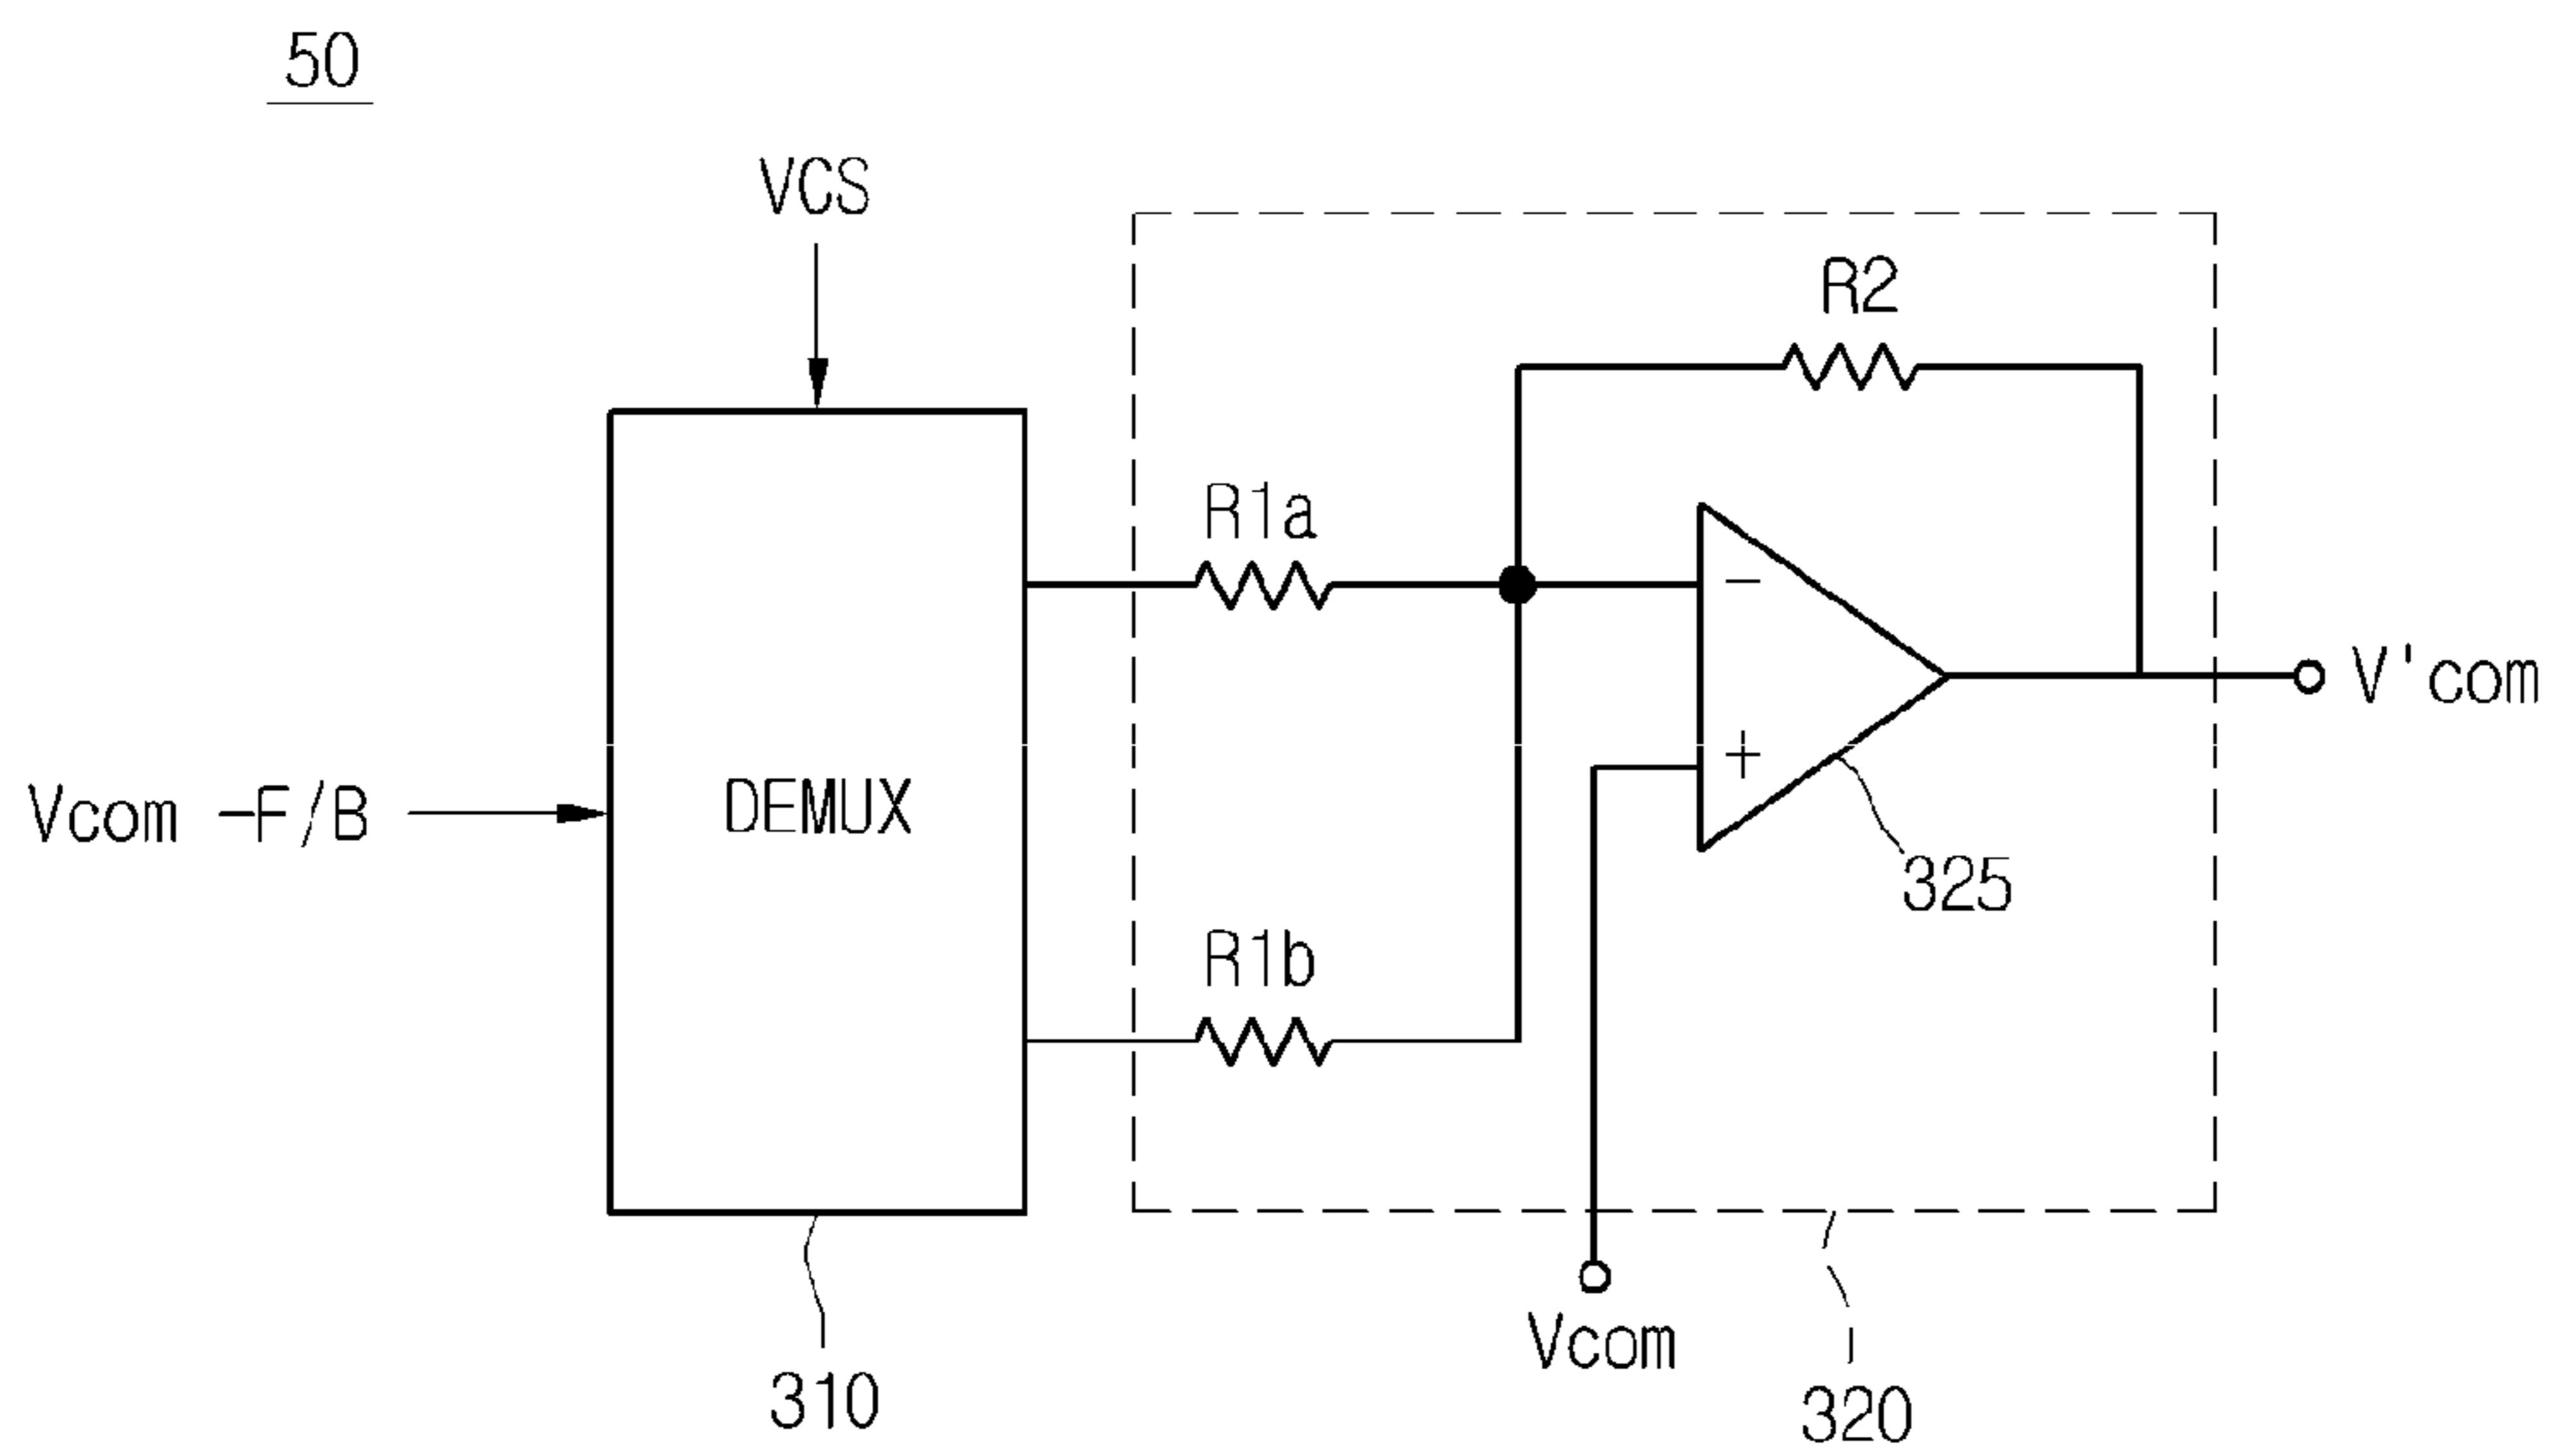 50
VCS
R2
R1a
−
V'com
+
Vcom −F/B
DEMUX
325
R1b
Vcom
310
320